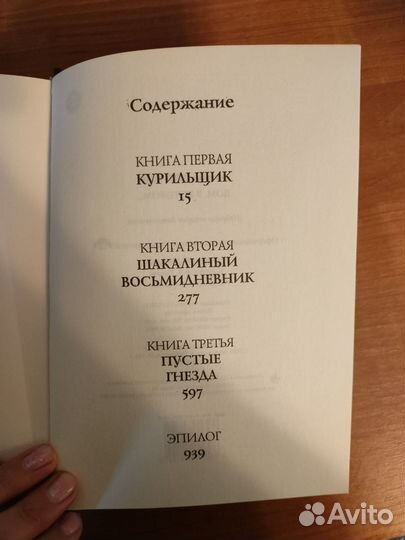 Содержание
КНИГА ПЕРВАЯ
КУРИЛЬЩИК
15
КНИГА ВТОРАЯ
ШАКАЛИНЫЙ
ВОСЬМИДНЕВНИК
277
КНИГА ТРЕТЬЯ
ПУСТЫЕ
ГНЕЗДА
597
ЭПИЛОГ
939
Avito